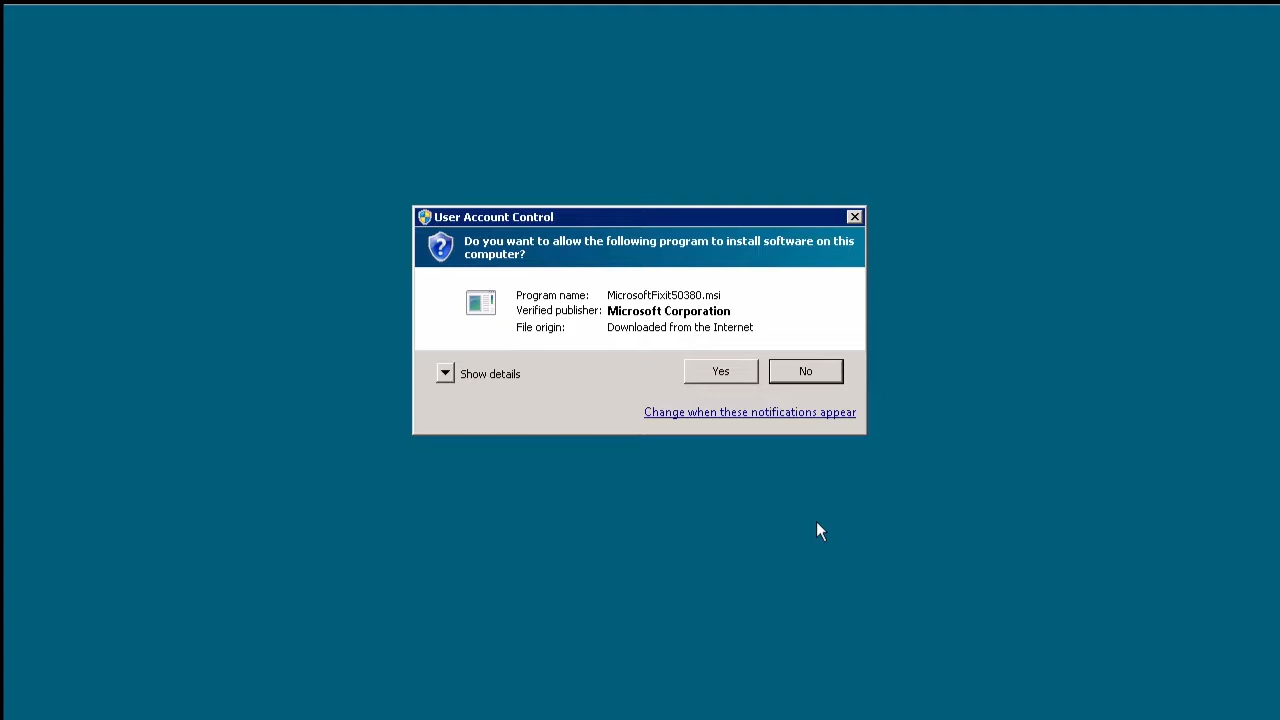 User Account Control
Do you want to allow the following program to install software on this
computer?
Program name: MicrosoftFixit50380.msi
Verified publisher: Microsoft Corporation
File origin: Downloaded from the Internet
Show details
Yes
No
Change when these notifications appear